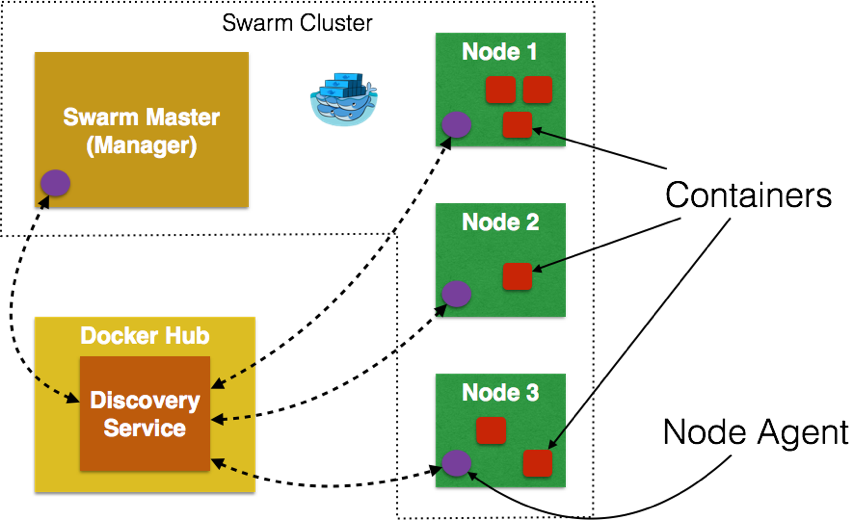 Swarm Cluster
Swarm Master
(Manager)
Node 1
Containers
Node 2
Docker Hub
Discovery
Service
Node 3
Node Agent